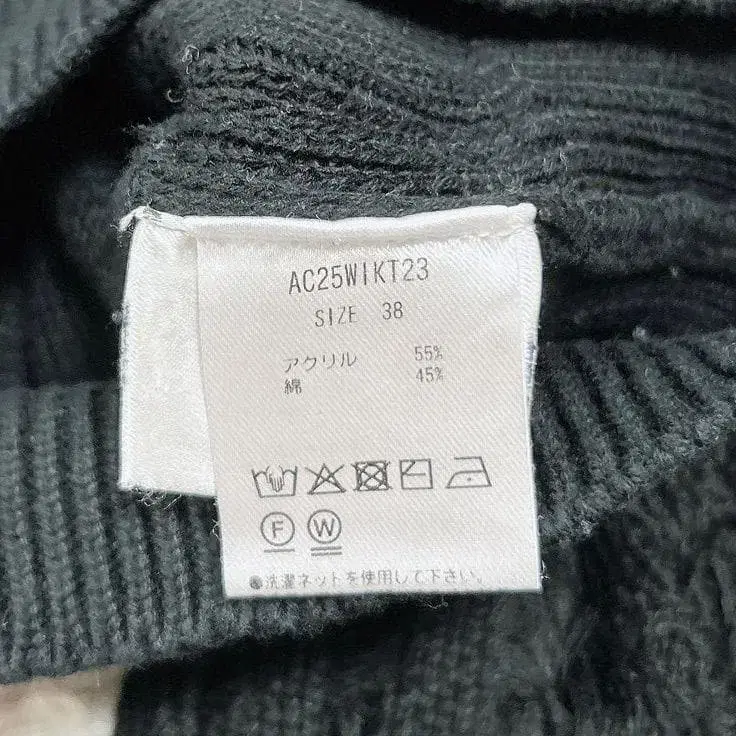 AC25WIKT23
SIZE 38
アクリル 55%
綿 45%
F W
●洗濯ネットを使用して下さい。